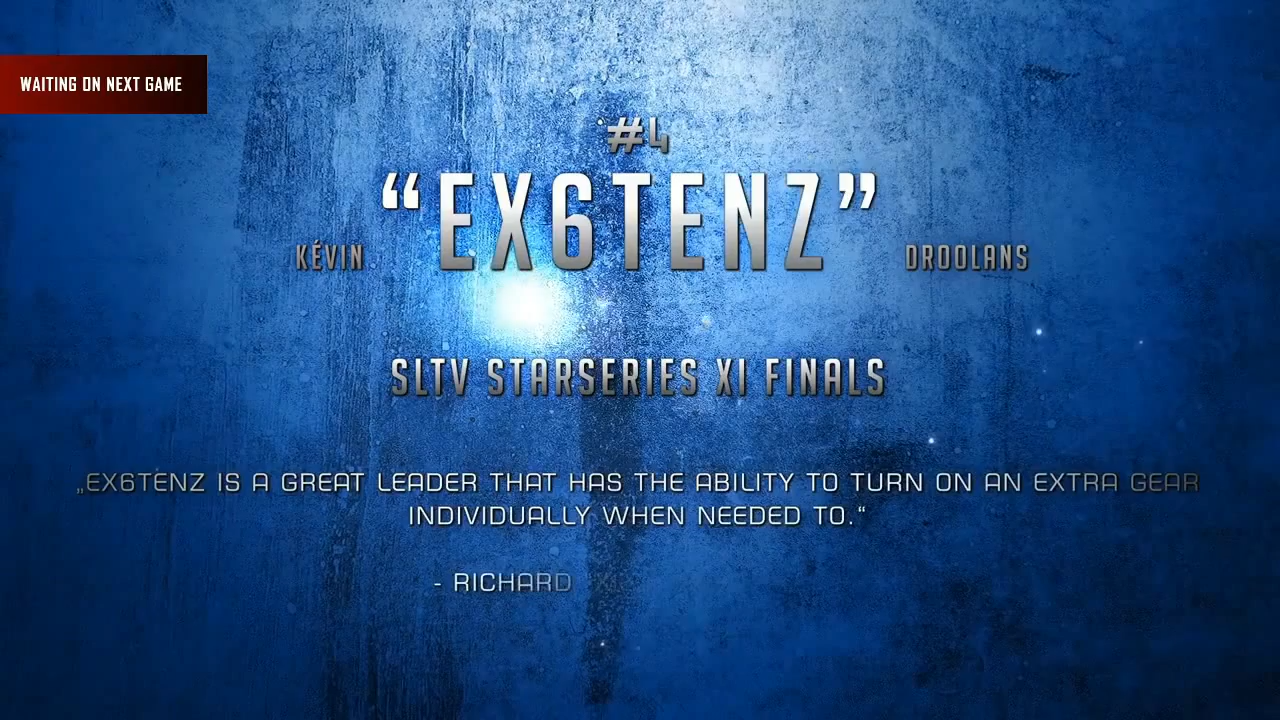 WAITING ON NEXT GAME
#4
KÉVIN “EX6TENZ” DROOLANS
SLTV STARSERIES XI FINALS
„EX6TENZ IS A GREAT LEADER THAT HAS THE ABILITY TO TURN ON AN EXTRA GEAR
INDIVIDUALLY WHEN NEEDED TO.“
- RICHARD